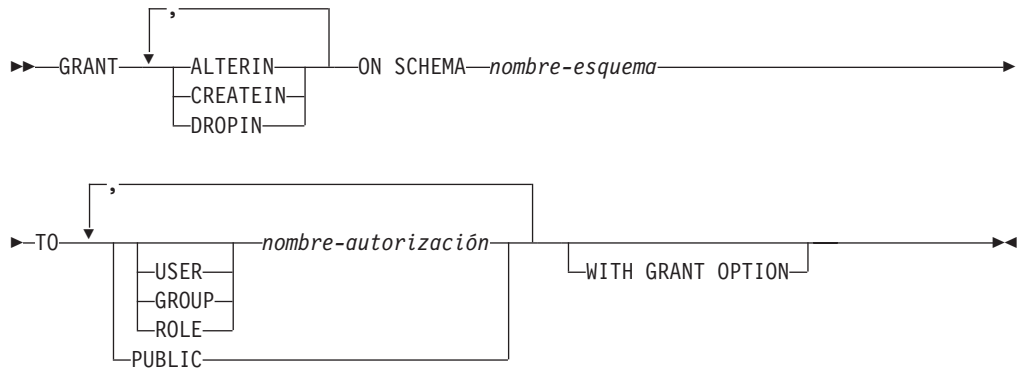 ,
GRANT ALTERIN ON SCHEMA nombre-esquema
CREATEIN
DROPIN
,
TO nombre-autorización
USER WITH GRANT OPTION
GROUP
ROLE
PUBLIC